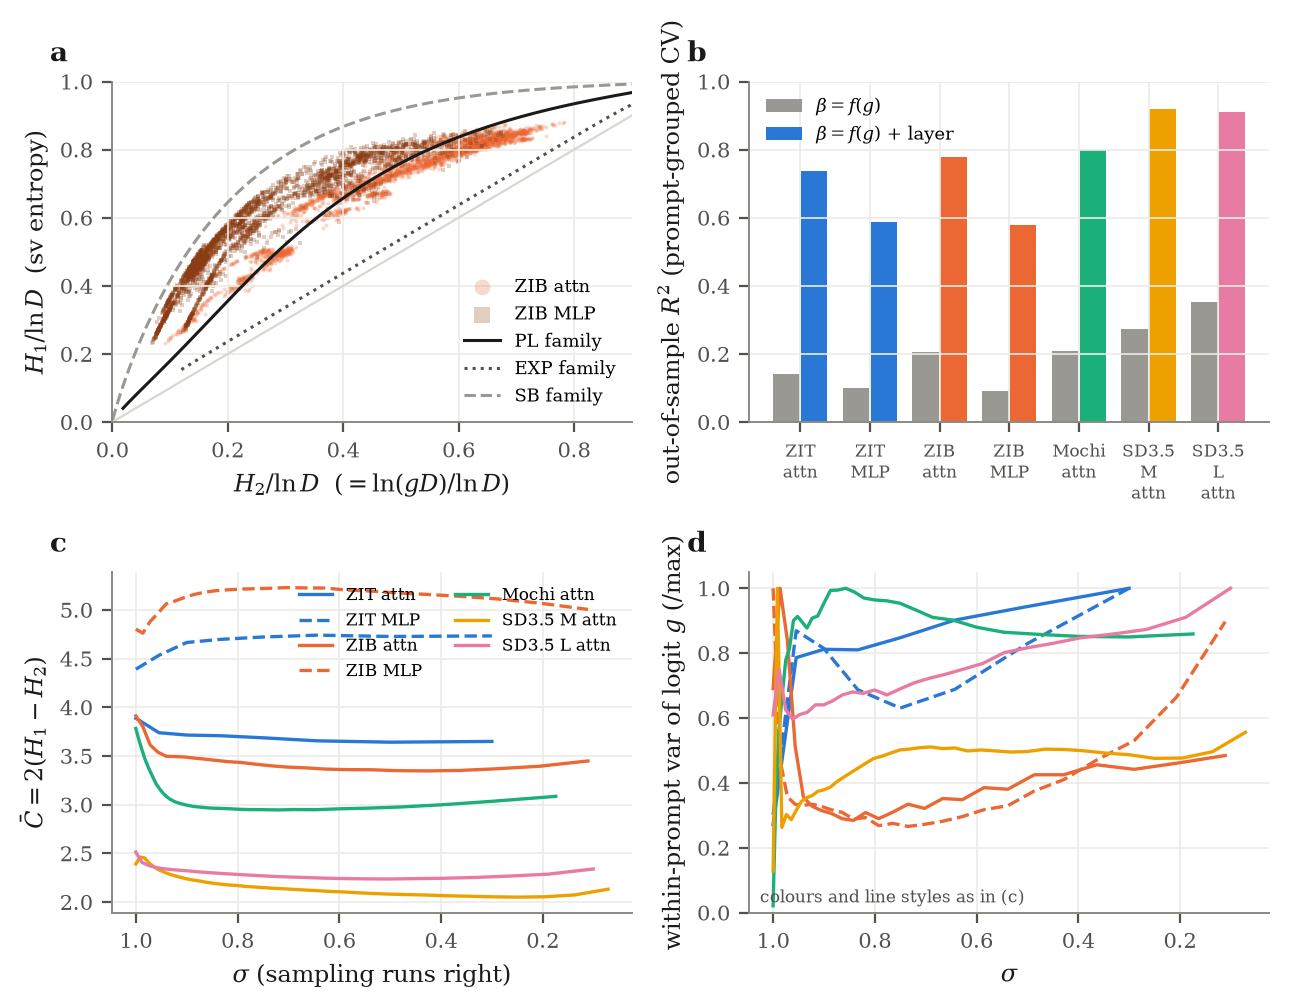 a
1.0
0.8
0.6
0.4
0.2
0.0
H₁/ln D (sv entropy)
ZIB attn
ZIB MLP
PL family
EXP family
SB family
0.0 0.2 0.4 0.6 0.8
H₂/ln D ( = ln(gD)/ln D)
b
1.0
0.8
0.6
0.4
0.2
0.0
out-of-sample R² (prompt-grouped CV)
β = f(g)
β = f(g) + layer
ZIT attn
ZIT MLP
ZIB attn
ZIB MLP
Mochi attn
SD3.5 M attn
SD3.5 L attn
c
5.0
4.5
4.0
3.5
3.0
2.5
2.0
C̄ = 2(H₁ − H₂)
ZIT attn
ZIT MLP
ZIB attn
ZIB MLP
Mochi attn
SD3.5 M attn
SD3.5 L attn
1.0 0.8 0.6 0.4 0.2
σ (sampling runs right)
d
1.0
0.8
0.6
0.4
0.2
0.0
within-prompt var of logit g (/max)
colours and line styles as in (c)
1.0 0.8 0.6 0.4 0.2
σ